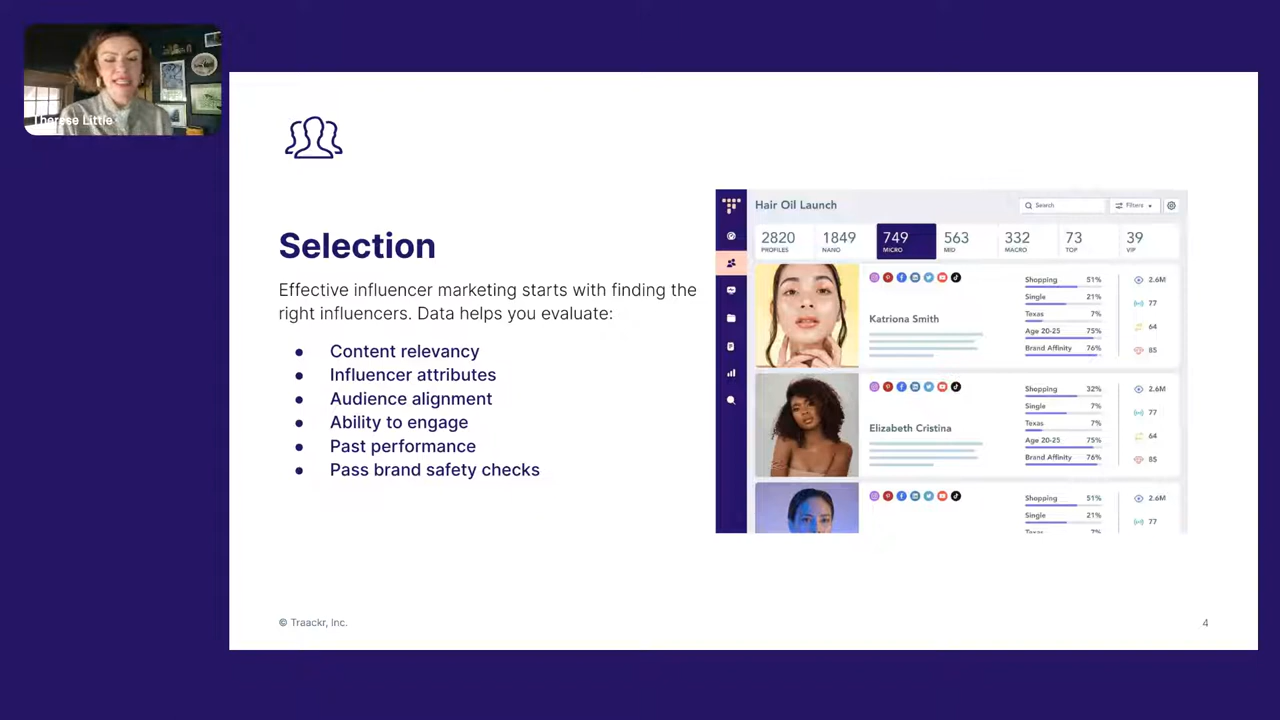 Therese Little
Selection
Effective influencer marketing starts with finding the
right influencers. Data helps you evaluate:
● Content relevancy
● Influencer attributes
● Audience alignment
● Ability to engage
● Past performance
● Pass brand safety checks
Hair Oil Launch
Search
Filters
2820 1849 749 563 332 73 39
PROFILES NANO MICRO MID MACRO TOP VIP
Katriona Smith
Shopping 51%
Single 21%
Texas 7%
Age 20-25 75%
Brand Affinity 76%
2.6M
77
64
85
Elizabeth Cristina
Shopping 32%
Single 7%
Texas 7%
Age 20-25 75%
Brand Affinity 76%
2.6M
77
64
85
Shopping 51%
Single 21%
Texas 7%
2.6M
77
© Traackr, Inc.
4